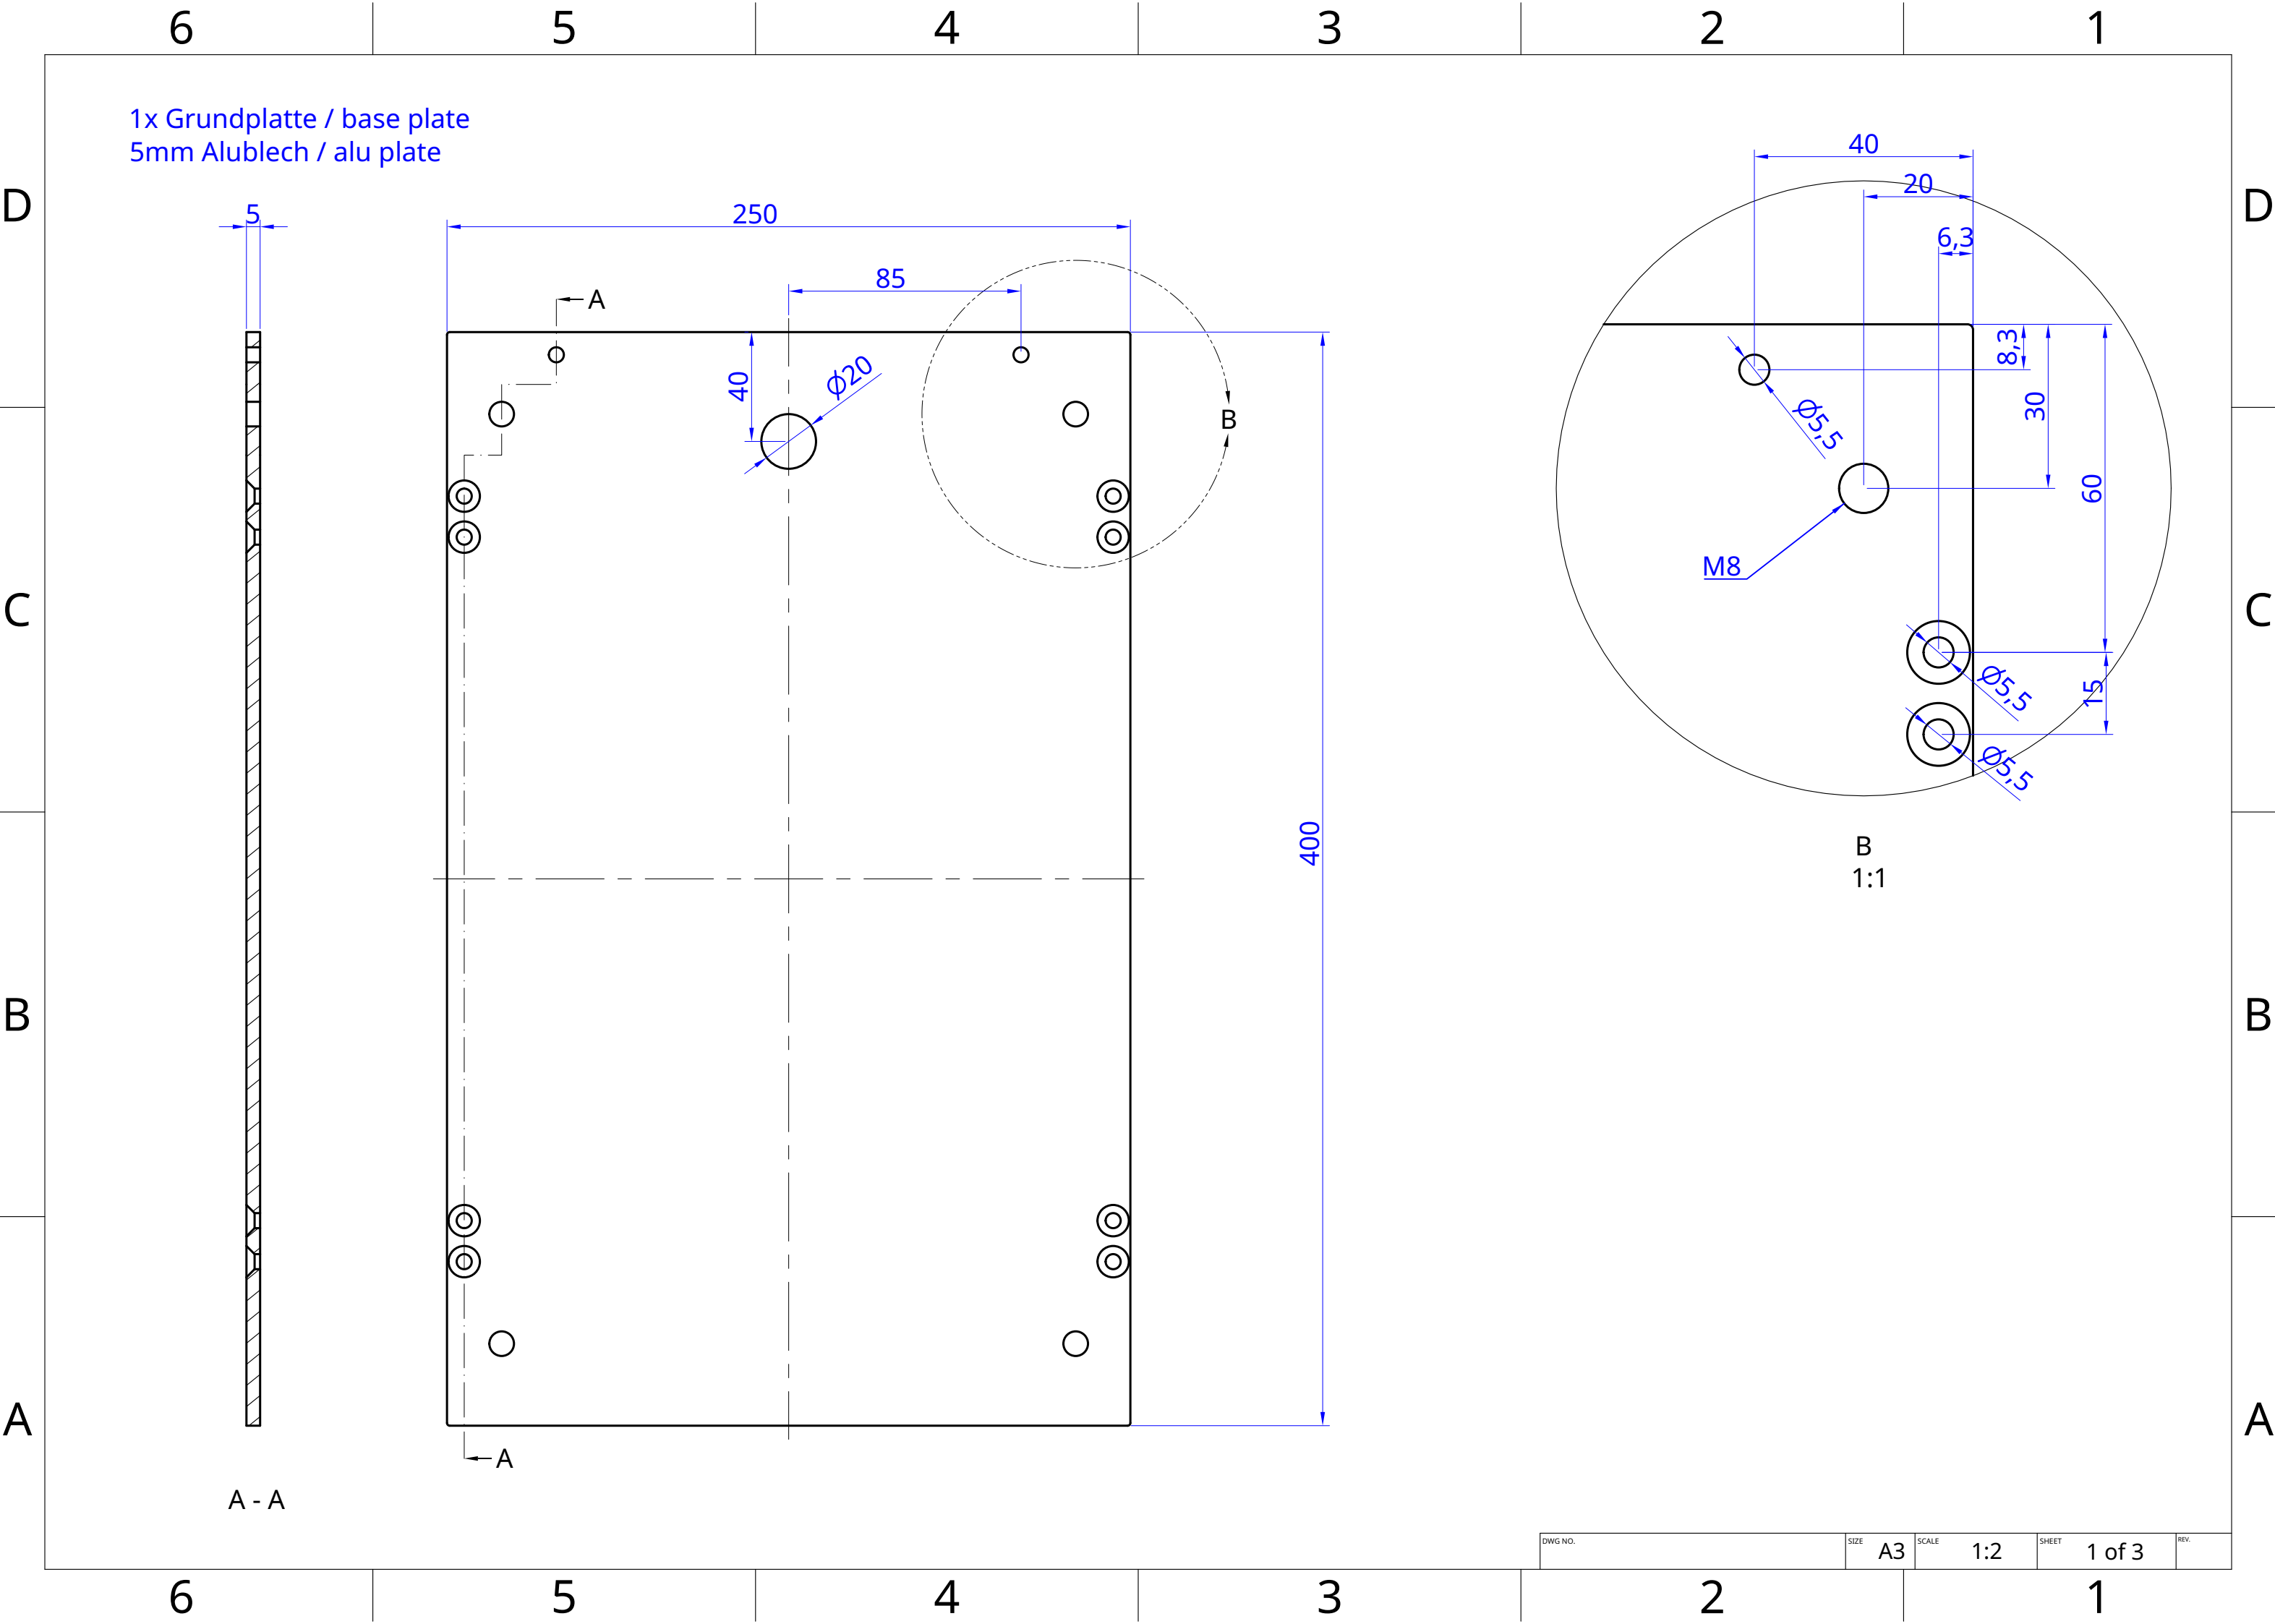 6 5 4 3 2 1
1x Grundplatte / base plate
5mm Alublech / alu plate
40
D D
20
5 250
6,3
85
A
8,3
Ø20
40
30
Ø5,5
B
60
M8
C C
Ø5,5
15
Ø5,5
400
B
1:1
B B
A A
A
A - A
DWG NO. SIZE A3 SCALE 1:2 SHEET 1 of 3 REV.
6 5 4 3 2 1